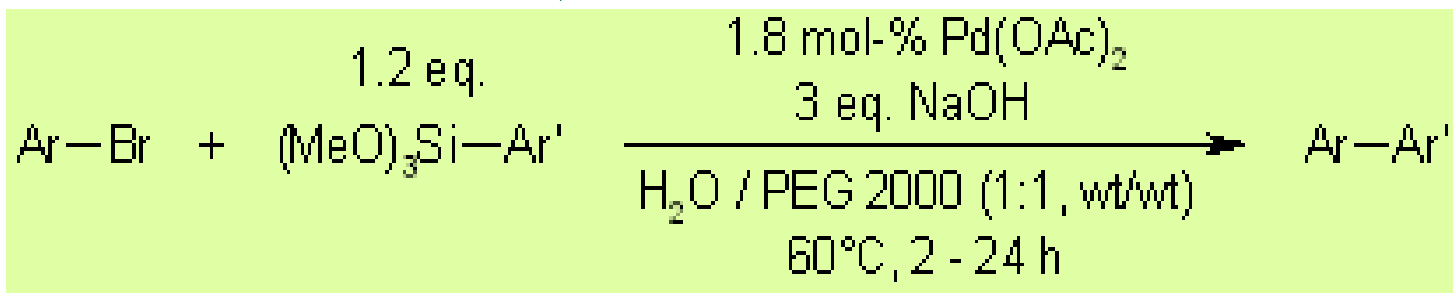 1.8 mol-% Pd(OAc)₂
1.2 eq.
3 eq. NaOH
Ar—Br + (MeO)₃Si—Ar' Ar—Ar'
H₂O / PEG 2000 (1:1, wt/wt)
60°C, 2 - 24 h